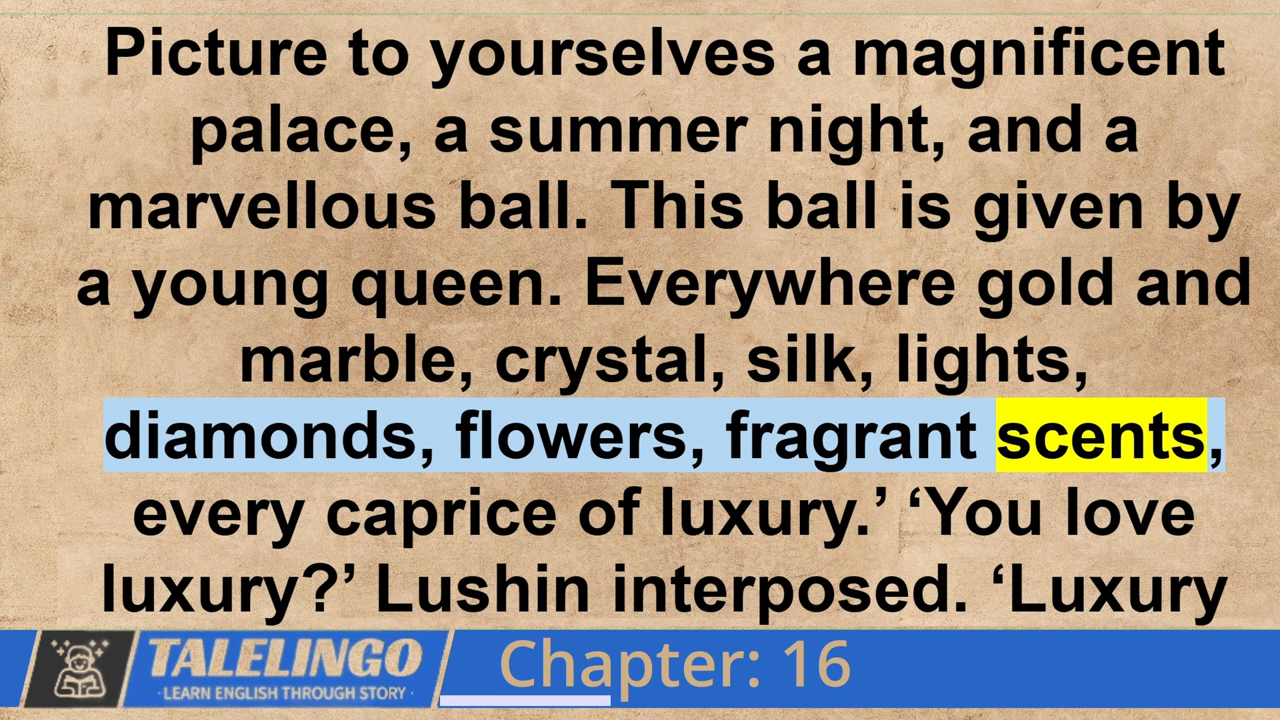 Picture to yourselves a magnificent
palace, a summer night, and a
marvellous ball. This ball is given by
a young queen. Everywhere gold and
marble, crystal, silk, lights,
diamonds, flowers, fragrant scents,
every caprice of luxury.’ ‘You love
luxury?’ Lushin interposed. ‘Luxury
TALELINGO
·LEARN ENGLISH THROUGH STORY·
Chapter: 16